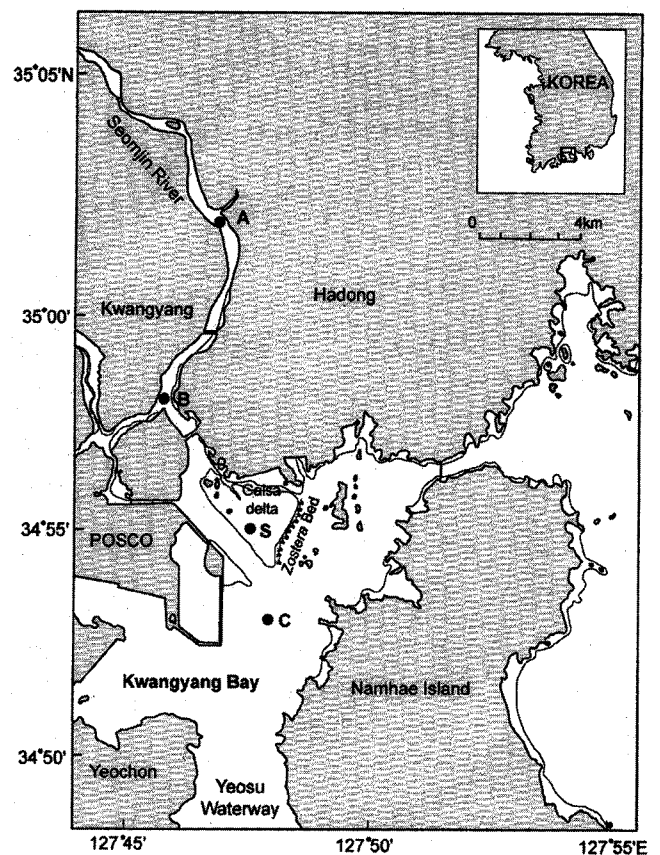 35°05'N
KOREA
Seomjin River
A
0 4km
Hadong
35°00'
Kwangyang
B
Galsa
delta
34°55'
S
Zostera Bed
POSCO
C
Kwangyang Bay
Namhae Island
34°50'
Yeochon
Yeosu
Waterway
127°45'
127°50'
127°55'E